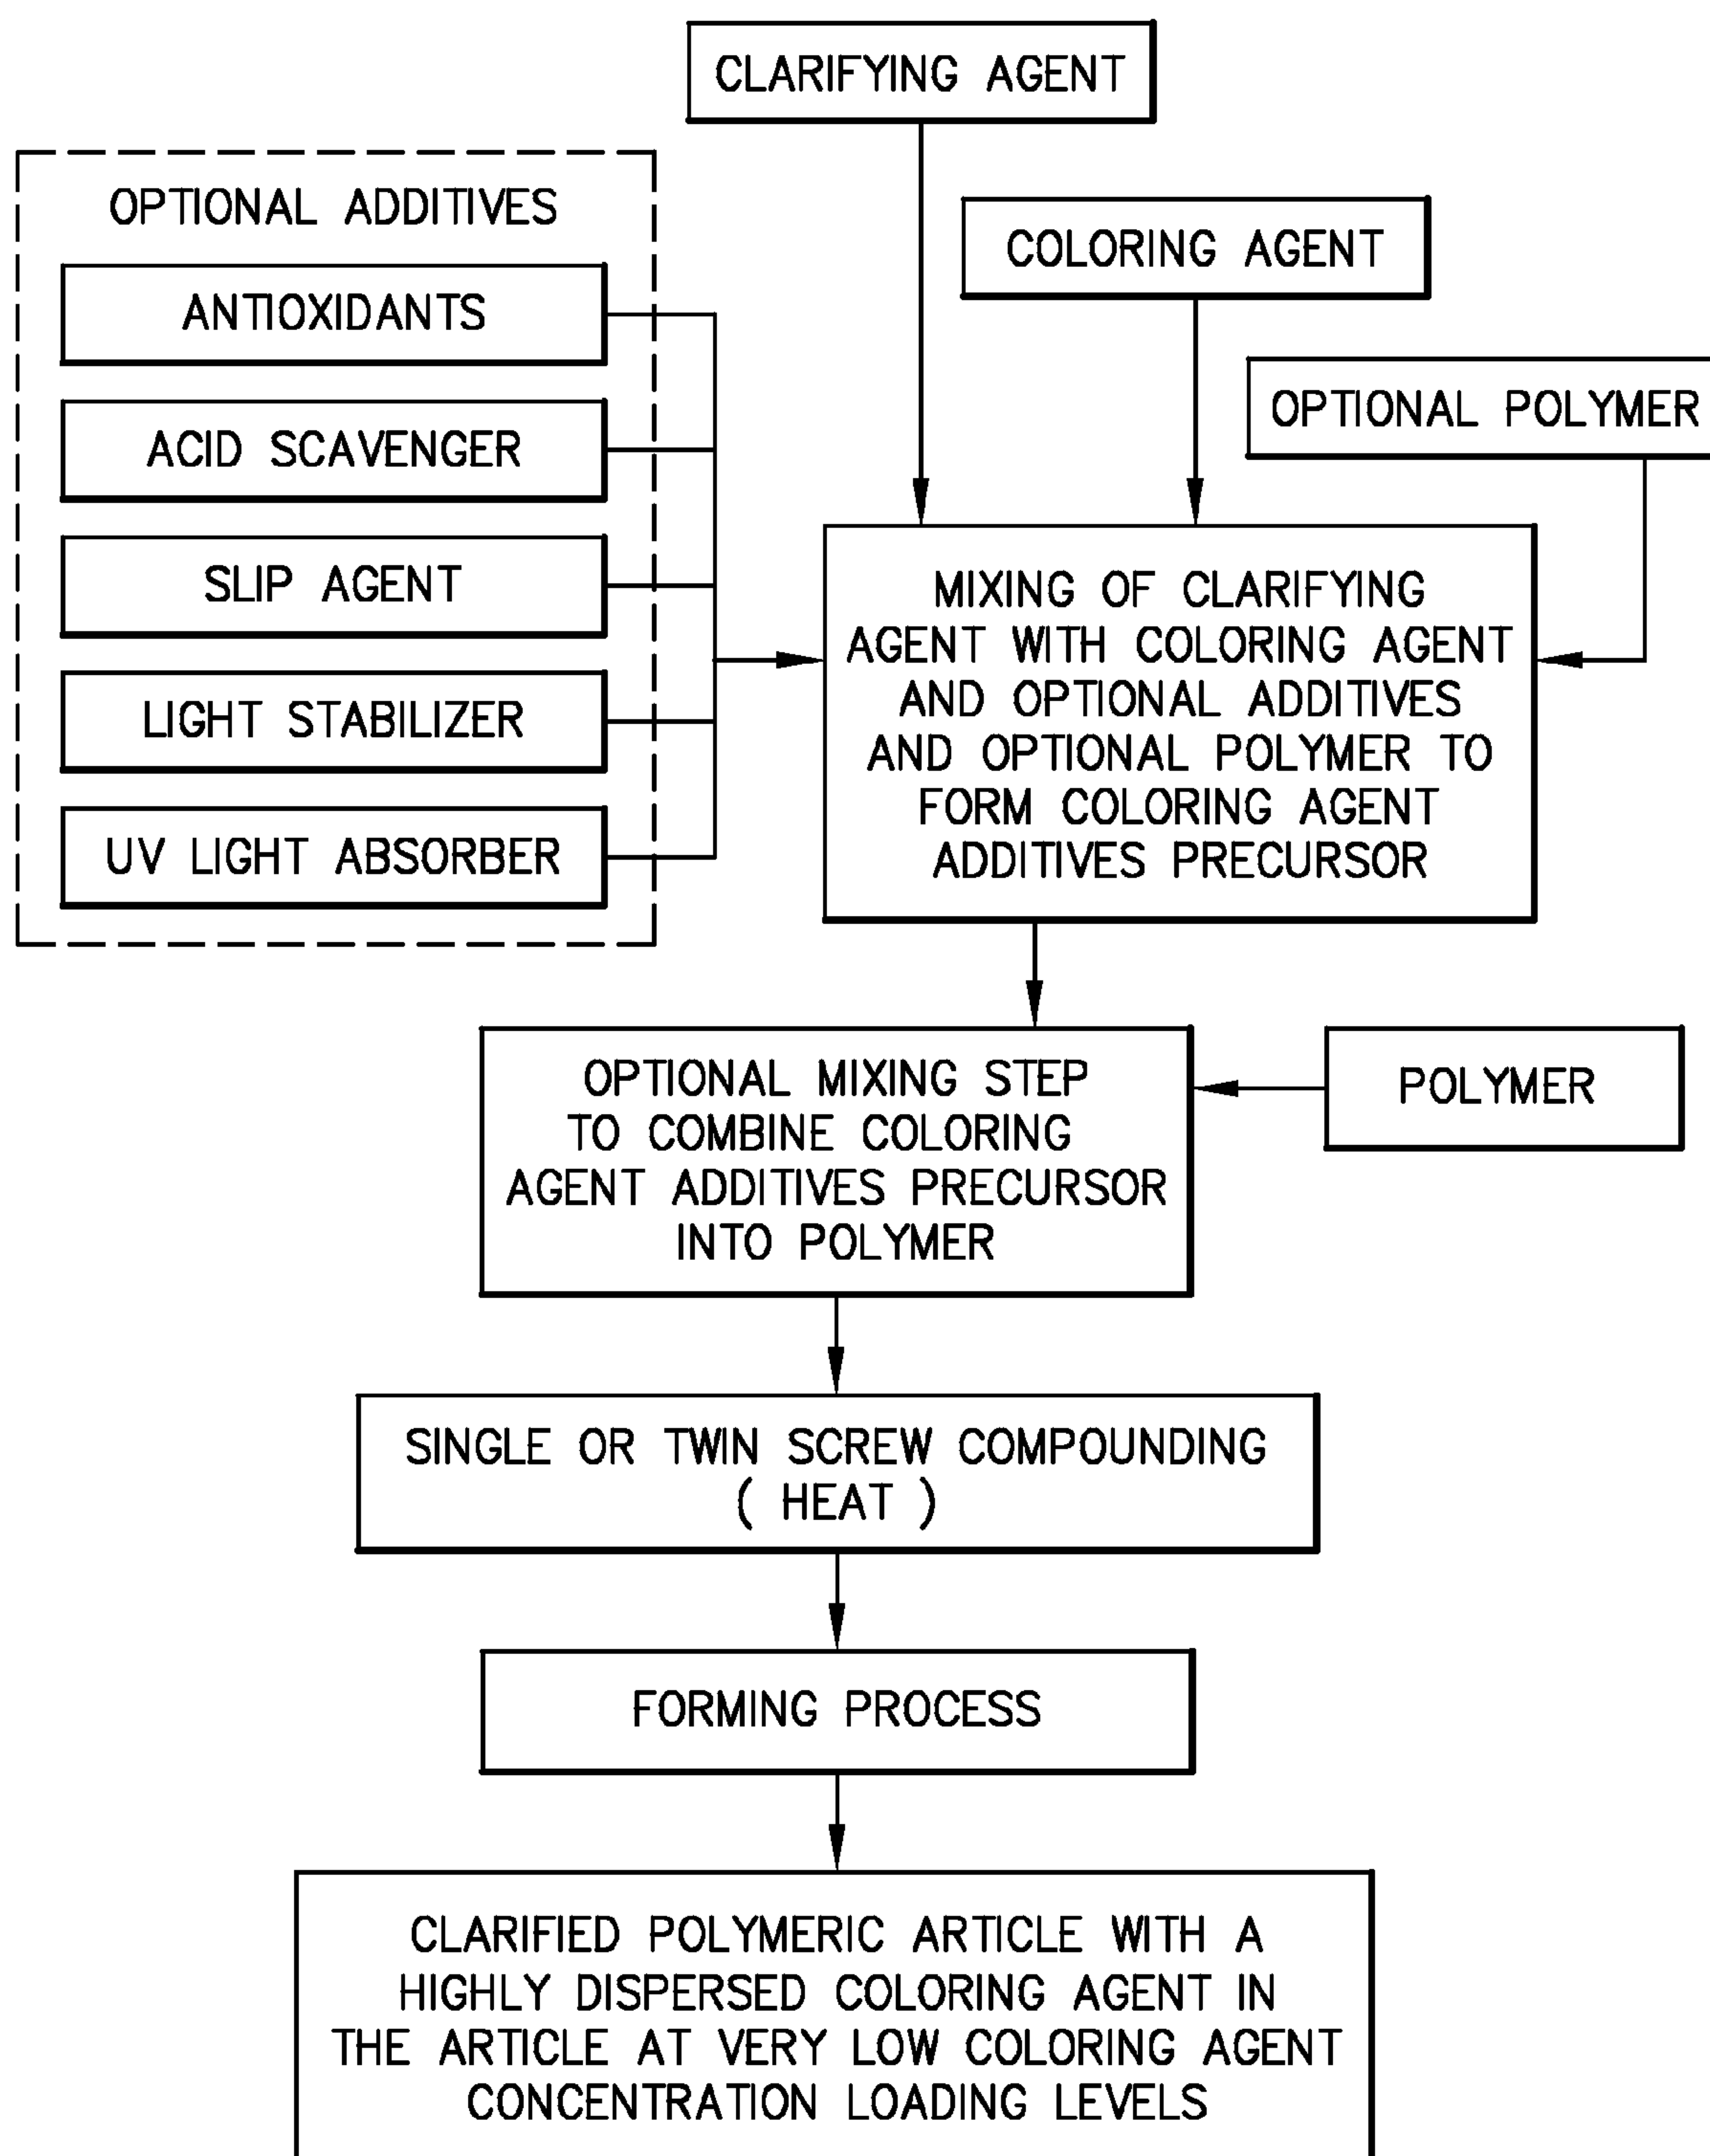 CLARIFYING AGENT
COLORING AGENT
OPTIONAL POLYMER
OPTIONAL ADDITIVES
ANTIOXIDANTS
ACID SCAVENGER
SLIP AGENT
LIGHT STABILIZER
UV LIGHT ABSORBER
MIXING OF CLARIFYING
AGENT WITH COLORING AGENT
AND OPTIONAL ADDITIVES
AND OPTIONAL POLYMER TO
FORM COLORING AGENT
ADDITIVES PRECURSOR
OPTIONAL MIXING STEP
TO COMBINE COLORING
AGENT ADDITIVES PRECURSOR
INTO POLYMER
POLYMER
SINGLE OR TWIN SCREW COMPOUNDING
( HEAT )
FORMING PROCESS
CLARIFIED POLYMERIC ARTICLE WITH A
HIGHLY DISPERSED COLORING AGENT IN
THE ARTICLE AT VERY LOW COLORING AGENT
CONCENTRATION LOADING LEVELS